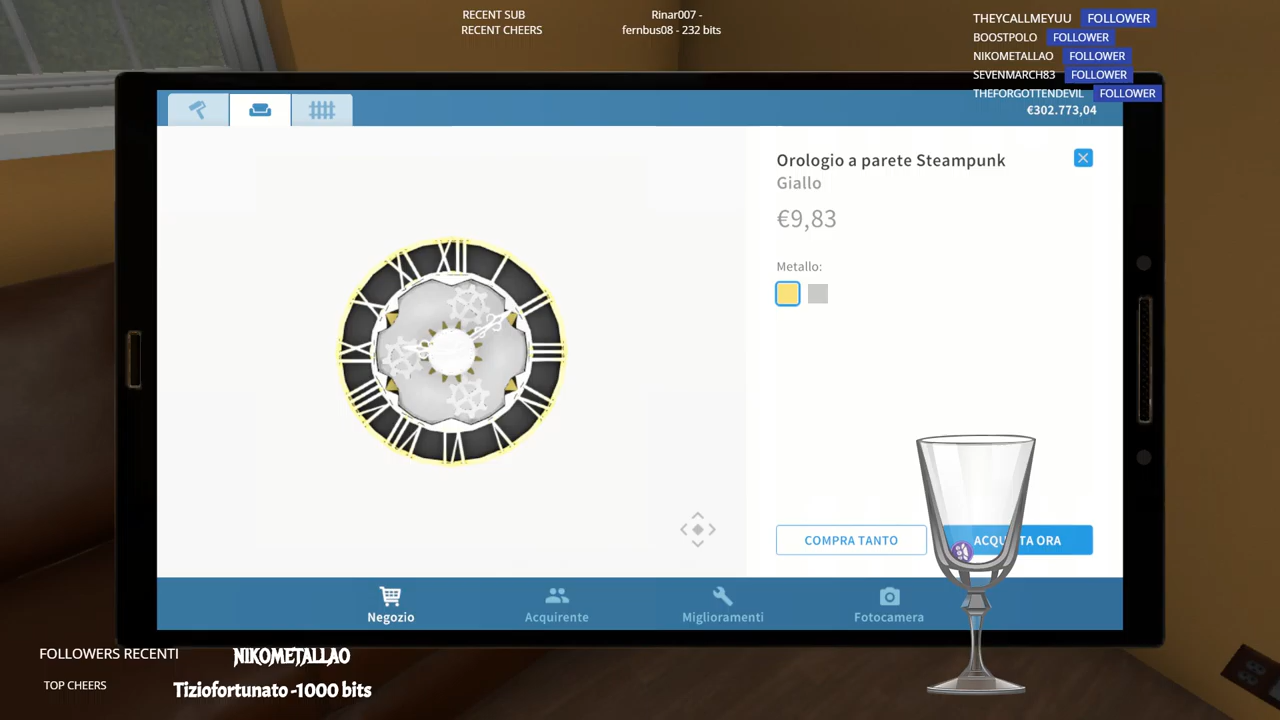 RECENT SUB
Rinar007 -
RECENT CHEERS
fernbus08 - 232 bits
THEYCALLMEYUU FOLLOWER
BOOSTPOLO FOLLOWER
NIKOMETALLAO FOLLOWER
SEVENMARCH83 FOLLOWER
THEFORGOTTENDEVIL FOLLOWER
€302.773,04
Orologio a parete Steampunk
Giallo
€9,83
Metallo:
COMPRA TANTO
ACQUISTA ORA
Negozio
Acquirente
Miglioramenti
Fotocamera
FOLLOWERS RECENTI
NIKOMETALLAO
TOP CHEERS
Tiziofortunato -1000 bits